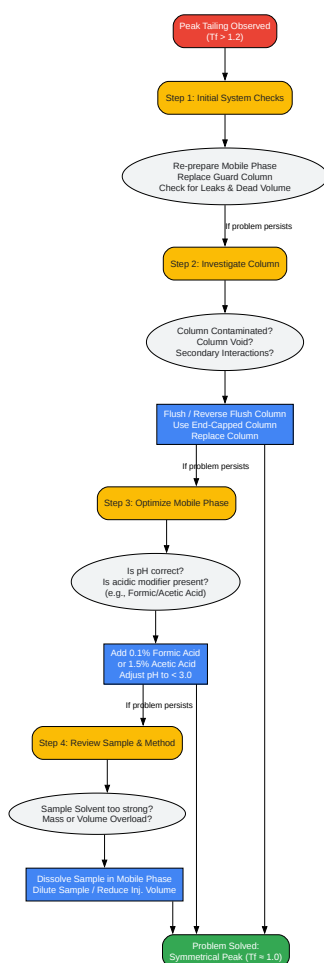 Peak Tailing Observed
(Tf > 1.2)
Step 1: Initial System Checks
Re-prepare Mobile Phase
Replace Guard Column
Check for Leaks & Dead Volume
If problem persists
Step 2: Investigate Column
Column Contaminated?
Column Void?
Secondary Interactions?
Flush / Reverse Flush Column
Use End-Capped Column
Replace Column
If problem persists
Step 3: Optimize Mobile Phase
Is pH correct?
Is acidic modifier present?
(e.g., Formic/Acetic Acid)
Add 0.1% Formic Acid
or 1.5% Acetic Acid
Adjust pH to < 3.0
If problem persists
Step 4: Review Sample & Method
Sample Solvent too strong?
Mass or Volume Overload?
Dissolve Sample in Mobile Phase
Dilute Sample / Reduce Inj. Volume
Problem Solved:
Symmetrical Peak (Tf ≈ 1.0)